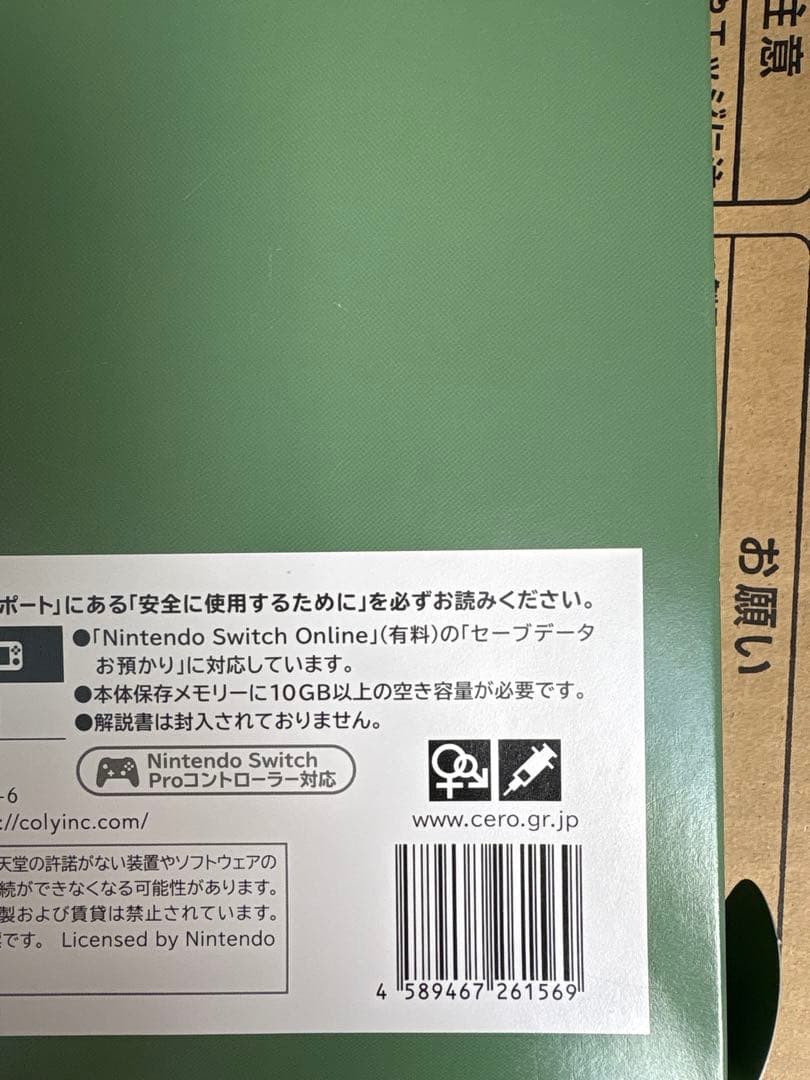 ポート」にある「安全に使用するために」を必ずお読みください。
●「Nintendo Switch Online」(有料)の「セーブデータ
お預かり」に対応しています。
●本体保存メモリーに10GB以上の空き容量が必要です。
●解説書は封入されておりません。
Nintendo Switch
Proコントローラー対応
-6
://colyinc.com/
www.cero.gr.jp
天堂の許諾がない装置やソフトウェアの
続ができなくなる可能性があります。
製および賃貸は禁止されています。
です。 Licensed by Nintendo
4 589467 261569
注意
お願い